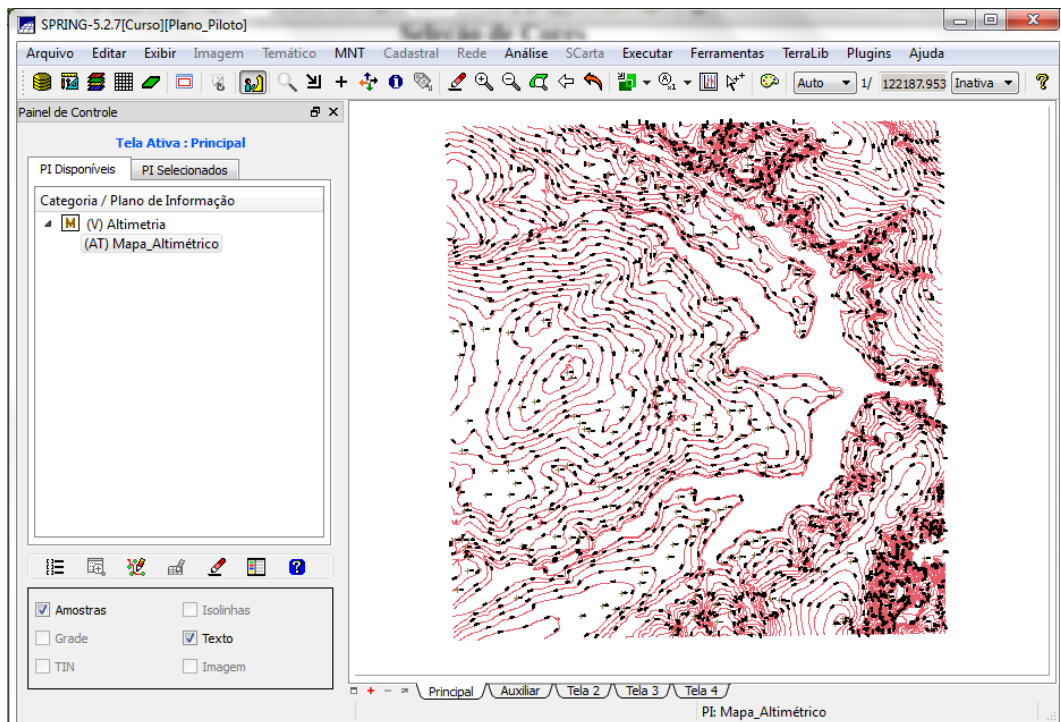 Seleção de Cores
SPRING-5.2.7[Curso][Plano_Piloto]
Arquivo Editar Exibir Imagem Temático MNT Cadastral Rede Análise SCarta Executar Ferramentas TerraLib Plugins Ajuda
Auto 1/ 122187.953 Inativa
Painel de Controle
Tela Ativa : Principal
PI Disponíveis PI Selecionados
Categoria / Plano de Informação
M (V) Altimetria
(AT) Mapa_Altimétrico
Amostras Isolinhas
Grade Texto
TIN Imagem
Principal Auxiliar Tela 2 Tela 3 Tela 4
PI: Mapa_Altimétrico